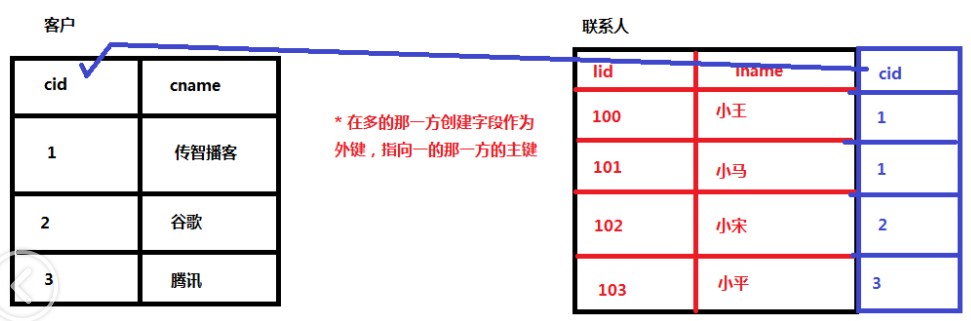 客户
cid cname
1 传智播客
2 谷歌
3 腾讯
* 在多的那一方创建字段作为
外键，指向一的那一方的主键
联系人
lid lname cid
100 小王 1
101 小马 1
102 小宋 2
103 小平 3